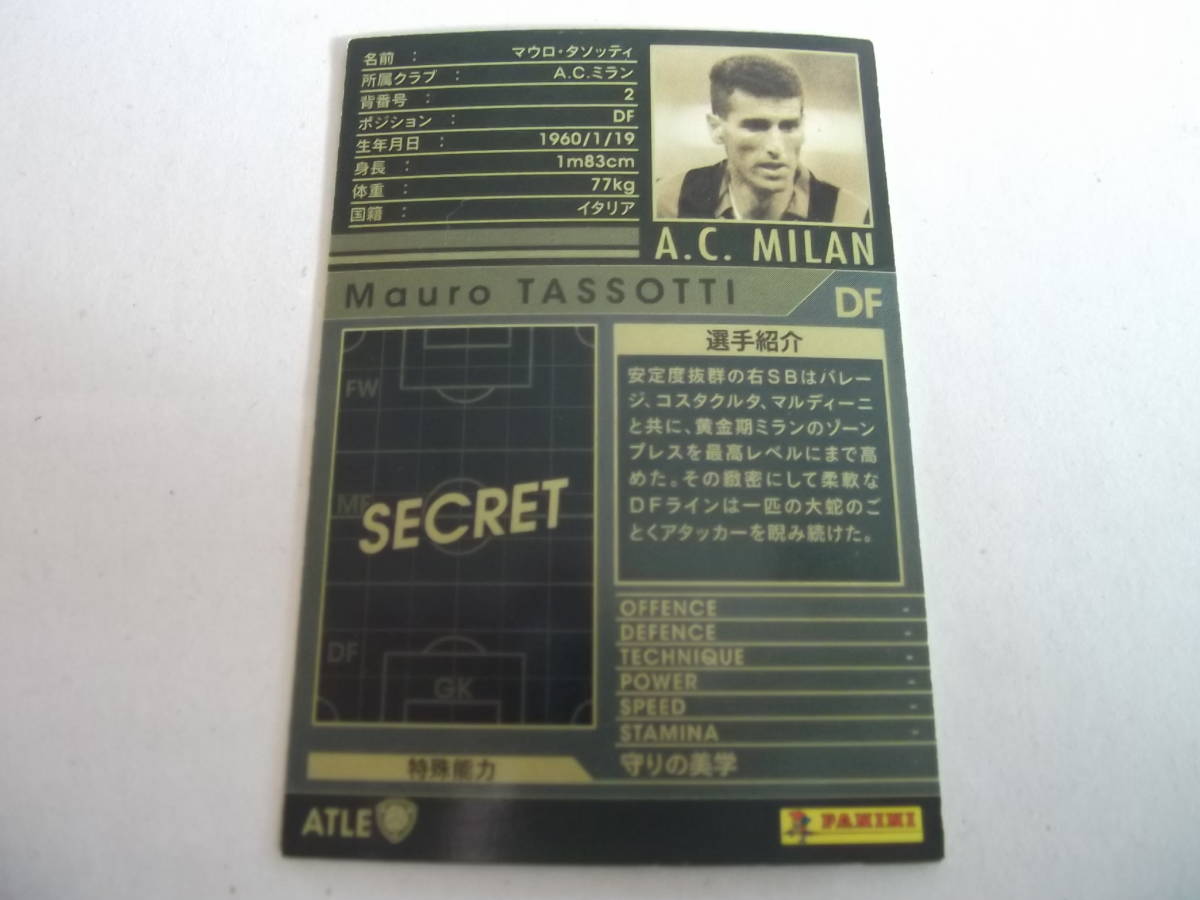 名前 : マウロ・タソッティ
所属クラブ : A.C.ミラン
背番号 : 2
ポジション : DF
生年月日 : 1960/1/19
身長 : 1m83cm
体重 : 77kg
国籍 : イタリア
A.C. MILAN
Mauro TASSOTTI
DF
FW
MF
SECRET
DF
GK
選手紹介
安定度抜群の右SBはバレー
ジ、コスタクルタ、マルディーニ
と共に、黄金期ミランのゾーン
プレスを最高レベルにまで高
めた。その緻密にして柔軟な
DFラインは一匹の大蛇のご
とくアタッカーを睨み続けた。
OFFENCE -
DEFENCE -
TECHNIQUE -
POWER -
SPEED -
STAMINA -
特殊能力 守りの美学
ATLE
PANINI